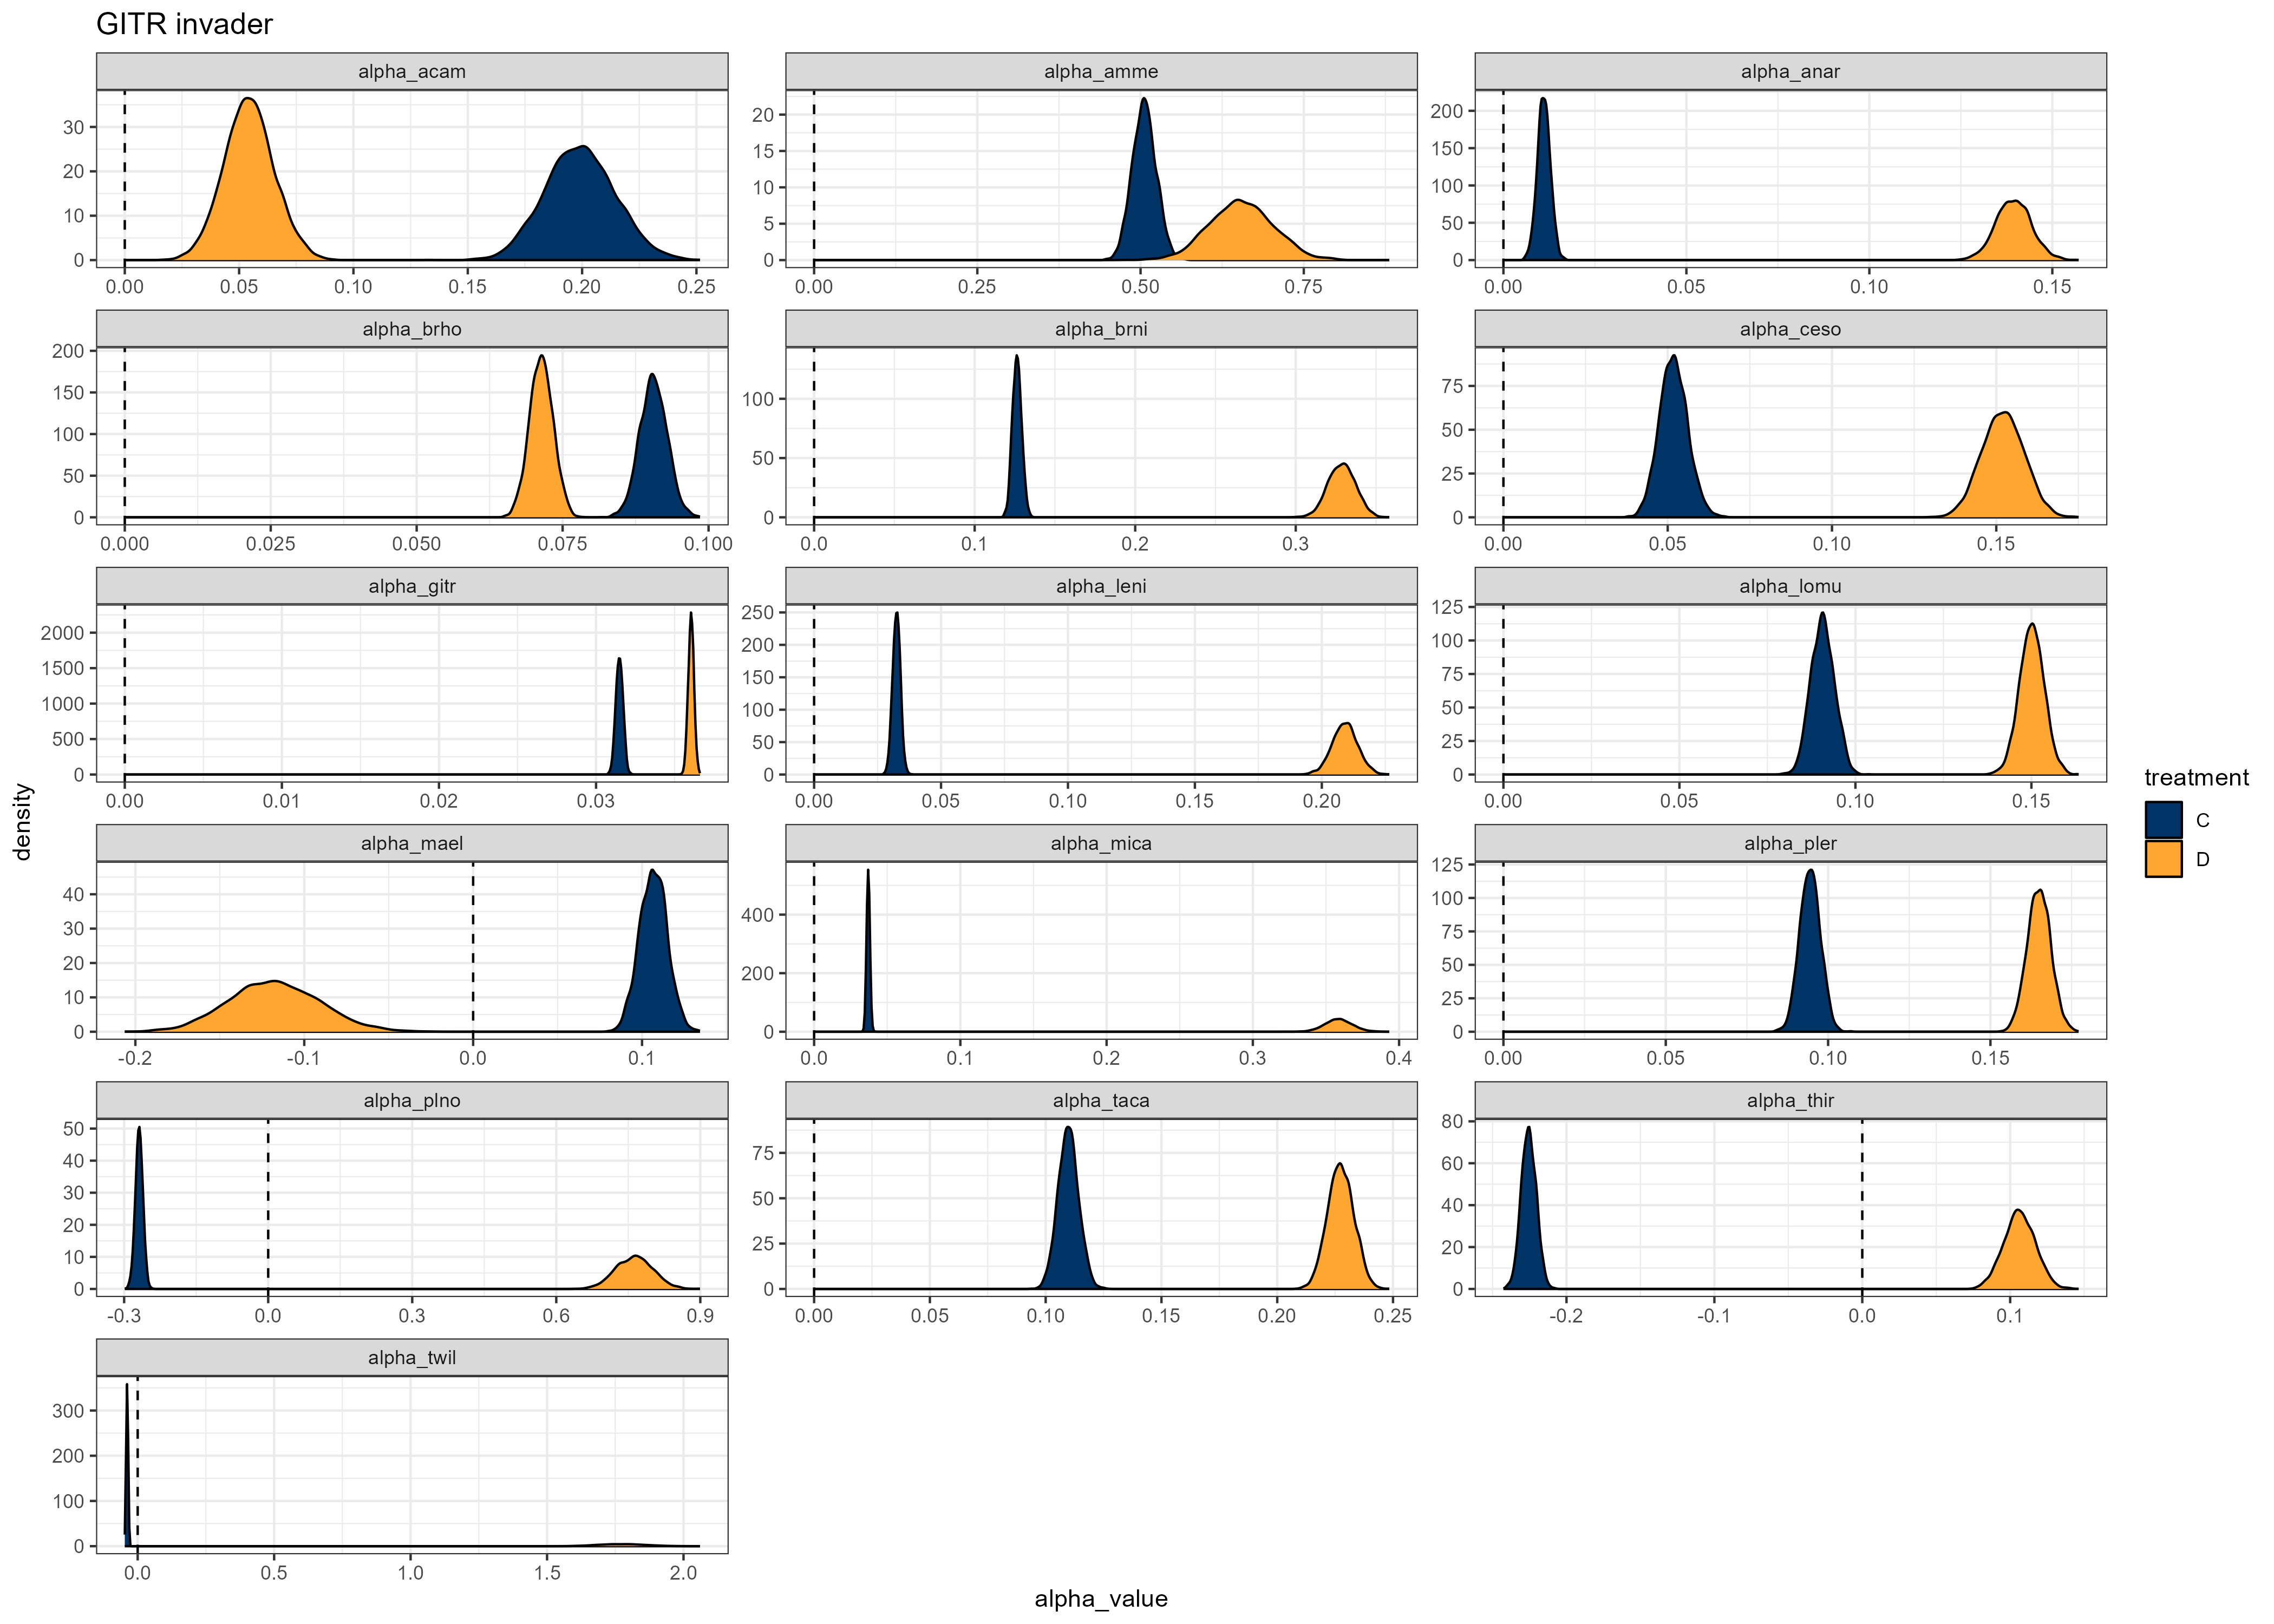 GITR invader
alpha_acam alpha_amme alpha_anar
30
20
10
0
0.00 0.05 0.10 0.15 0.20 0.25
20
15
10
5
0
0.00 0.25 0.50 0.75
200
150
100
50
0
0.00 0.05 0.10 0.15
alpha_brho alpha_brni alpha_ceso
200
150
100
50
0
0.000 0.025 0.050 0.075 0.100
100
50
0
0.0 0.1 0.2 0.3
75
50
25
0
0.00 0.05 0.10 0.15
alpha_gitr alpha_leni alpha_lomu
2000
1500
1000
500
0
0.00 0.01 0.02 0.03
250
200
150
100
50
0
0.00 0.05 0.10 0.15 0.20
125
100
75
50
25
0
0.00 0.05 0.10 0.15
alpha_mael alpha_mica alpha_pler
40
30
20
10
0
-0.2 -0.1 0.0 0.1
400
200
0
0.0 0.1 0.2 0.3 0.4
125
100
75
50
25
0
0.00 0.05 0.10 0.15
alpha_plno alpha_taca alpha_thir
50
40
30
20
10
0
-0.3 0.0 0.3 0.6 0.9
75
50
25
0
0.00 0.05 0.10 0.15 0.20 0.25
80
60
40
20
0
-0.2 -0.1 0.0 0.1
alpha_twil
300
200
100
0
0.0 0.5 1.0 1.5 2.0
density
alpha_value
treatment
C
D